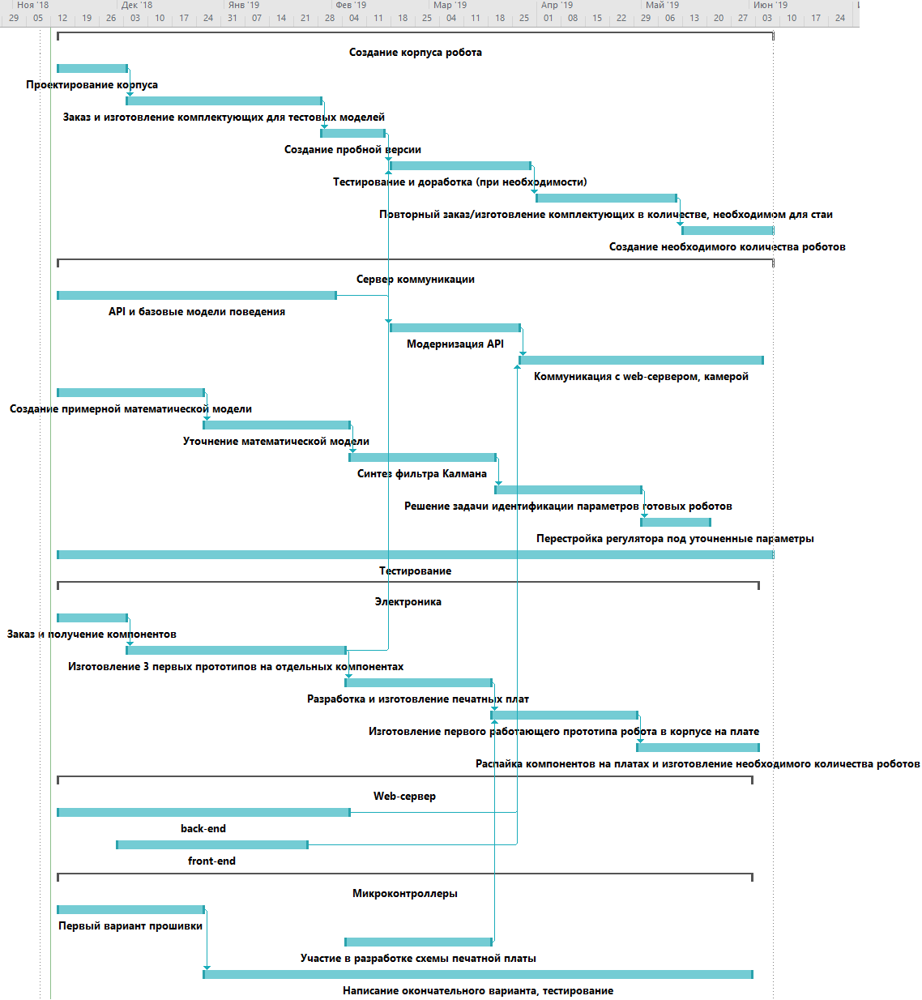 Ноя '18 Дек '18 Янв '19 Фев '19 Мар '19 Апр '19 Май '19 Июн '19
29 05 12 19 26 03 10 17 24 31 07 14 21 28 04 11 18 25 04 11 18 25 01 08 15 22 29 06 13 20 27 03 10 17 24
Создание корпуса робота
Проектирование корпуса
Заказ и изготовление комплектующих для тестовых моделей
Создание пробной версии
Тестирование и доработка (при необходимости)
Повторный заказ/изготовление комплектующих в количестве, необходимом для стаи
Создание необходимого количества роботов
Сервер коммуникации
API и базовые модели поведения
Модернизация API
Коммуникация с web-сервером, камерой
Создание примерной математической модели
Уточнение математической модели
Синтез фильтра Калмана
Решение задачи идентификации параметров готовых роботов
Перестройка регулятора под уточненные параметры
Тестирование
Электроника
Заказ и получение компонентов
Изготовление 3 первых прототипов на отдельных компонентах
Разработка и изготовление печатных плат
Изготовление первого работающего прототипа робота в корпусе на плате
Распайка компонентов на платах и изготовление необходимого количества роботов
Web-сервер
back-end
front-end
Микроконтроллеры
Первый вариант прошивки
Участие в разработке схемы печатной платы
Написание окончательного варианта, тестирование